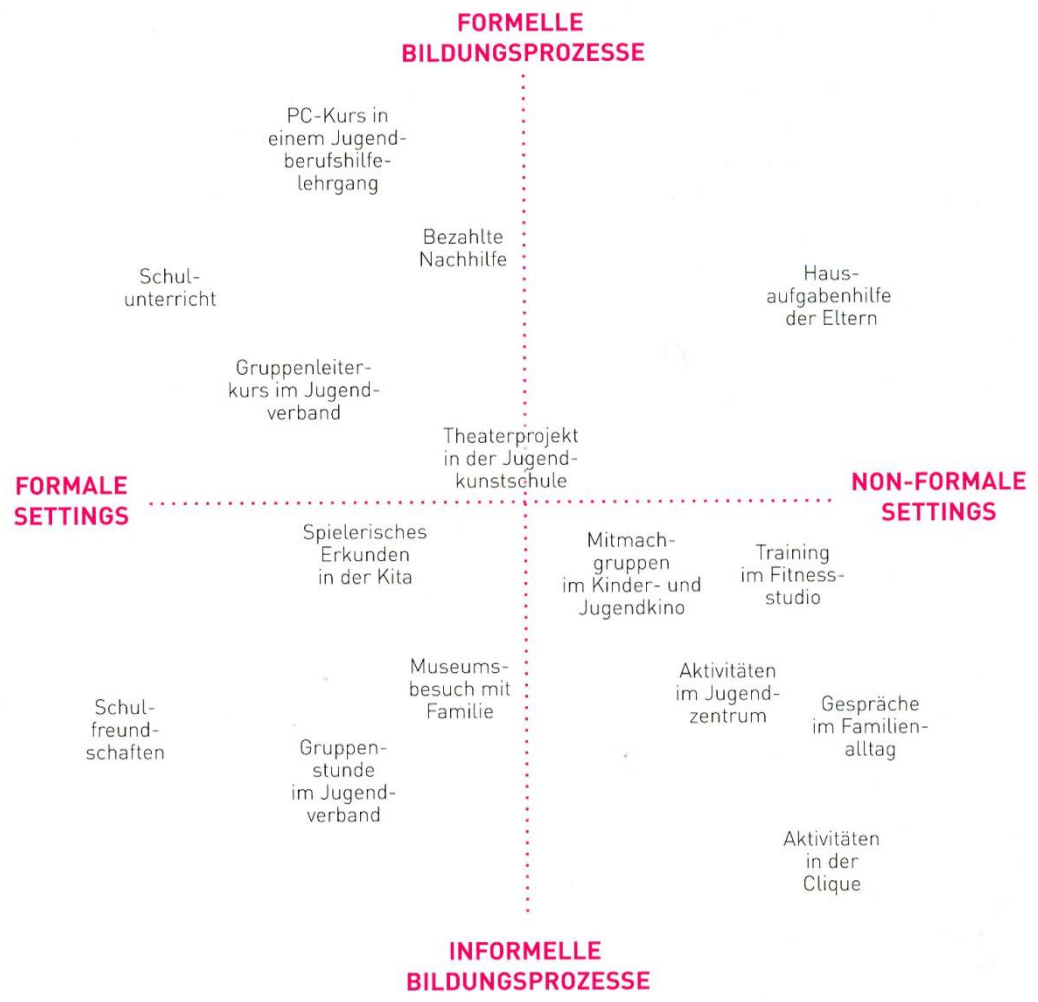 FORMELLE
BILDUNGSPROZESSE
PC-Kurs in
einem Jugend-
berufshilfe-
lehrgang
Bezahlte
Nachhilfe
Schul-
unterricht
Haus-
aufgabenhilfe
der Eltern
Gruppenleiter-
kurs im Jugend-
verband
Theaterprojekt
in der Jugend-
kunstschule
FORMALE
SETTINGS
NON-FORMALE
SETTINGS
Spielerisches
Erkunden
in der Kita
Mitmach-
gruppen
im Kinder- und
Jugendkino
Training
im Fitness-
studio
Museums-
besuch mit
Familie
Aktivitäten
im Jugend-
zentrum
Schul-
freund-
schaften
Gespräche
im Familien-
alltag
Gruppen-
stunde
im Jugend-
verband
Aktivitäten
in der
Clique
INFORMELLE
BILDUNGSPROZESSE